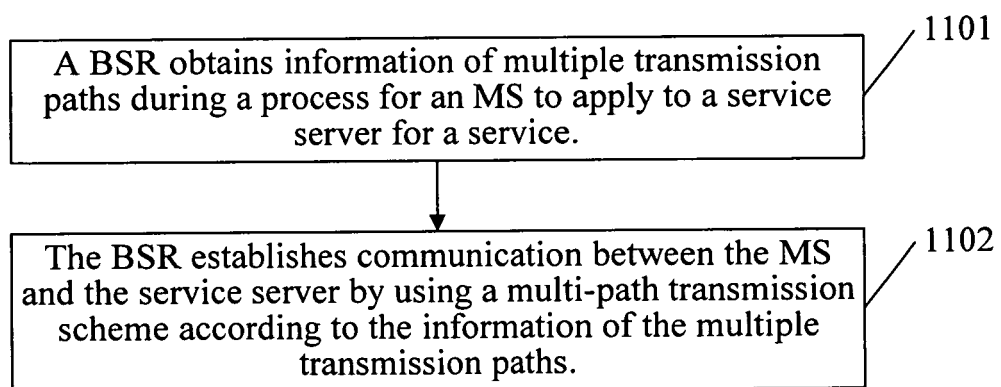 1101
A BSR obtains information of multiple transmission
paths during a process for an MS to apply to a service
server for a service.
1102
The BSR establishes communication between the MS
and the service server by using a multi-path transmission
scheme according to the information of the multiple
transmission paths.